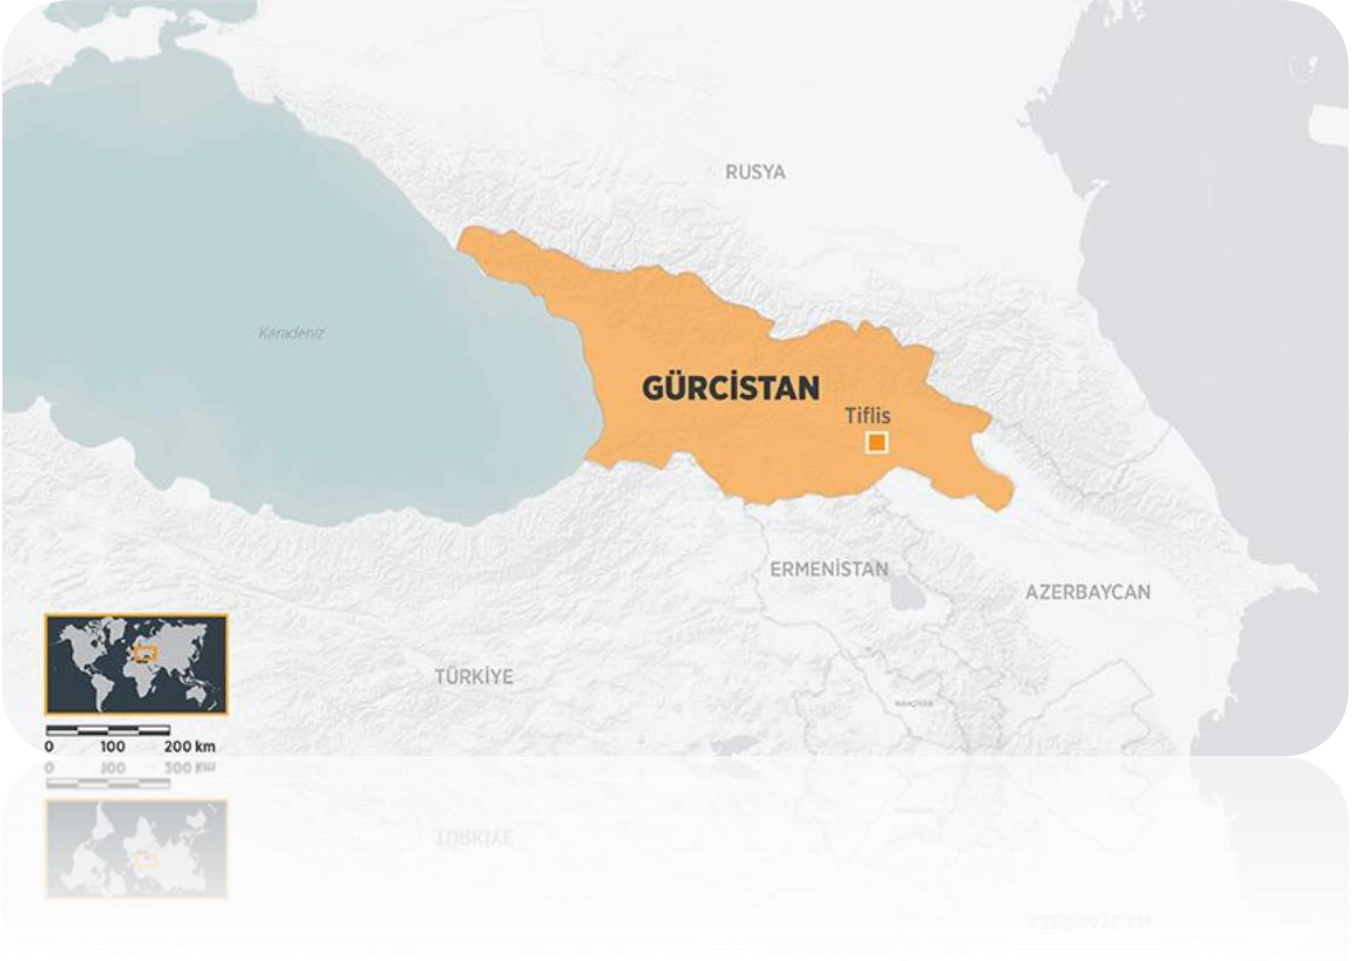 RUSYA
Karadeniz
GÜRCİSTAN
Tiflis
ERMENİSTAN
AZERBAYCAN
TÜRKİYE
0 100 200 km